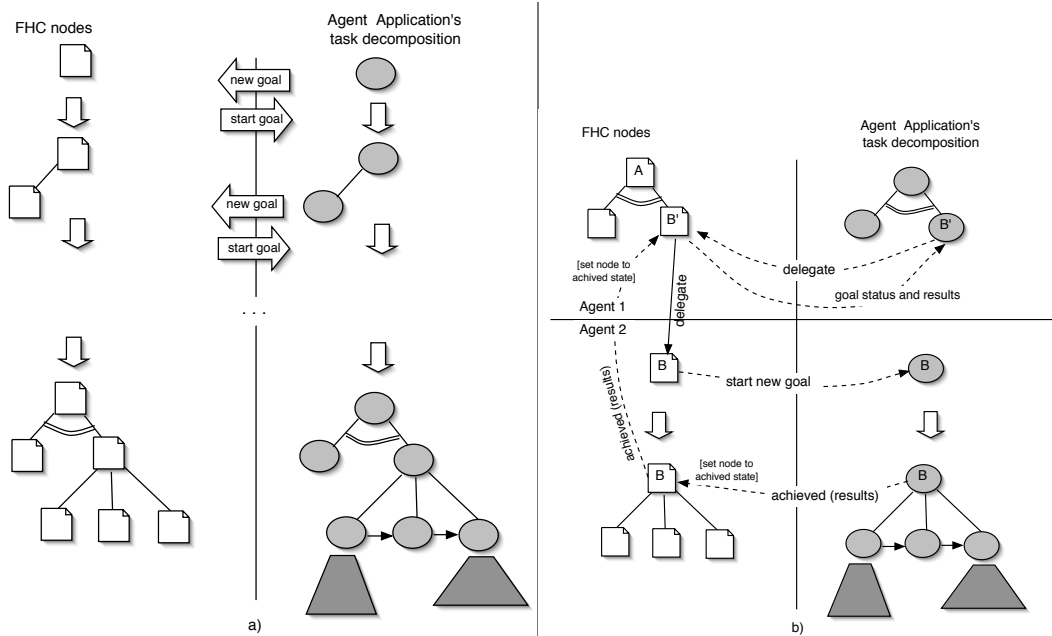 FHC nodes
Agent Application's
task decomposition
new goal
start goal
new goal
start goal
. . .
a)
FHC nodes
Agent Application's
task decomposition
A
B'
B'
[set node to
achived state]
delegate
goal status and results
delegate
Agent 1
Agent 2
B
start new goal
B
achieved (results)
B
[set node to
achived state]
achieved (results)
B
b)